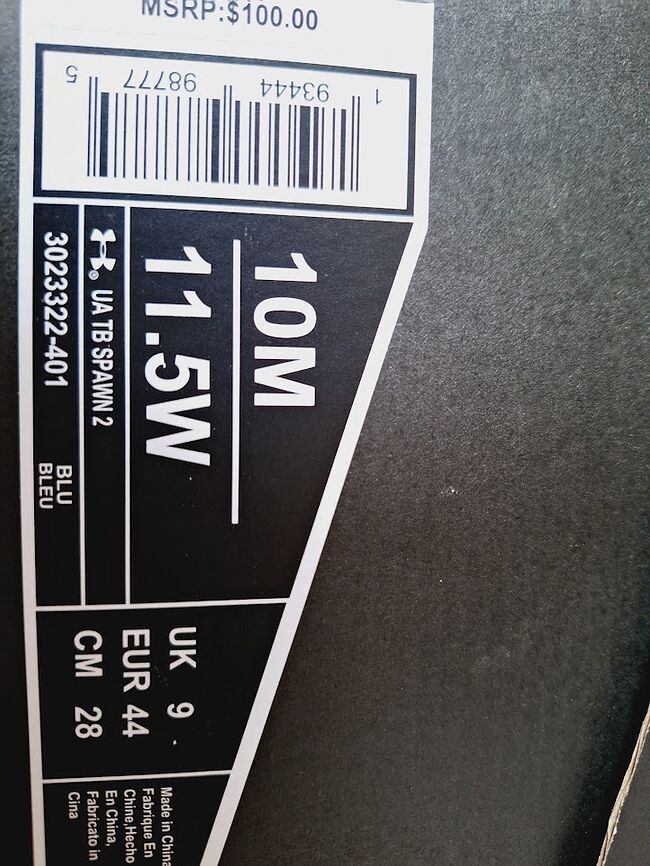 MSRP:$100.00
1 93444 98777 5
10M
11.5W
UA TB SPAWN 2
3023322-401
BLU
BLEU
UK 9
EUR 44
CM 28
Made in China
Fabrique En
Chine,Hecho
En China,
Fabricato in
Cina